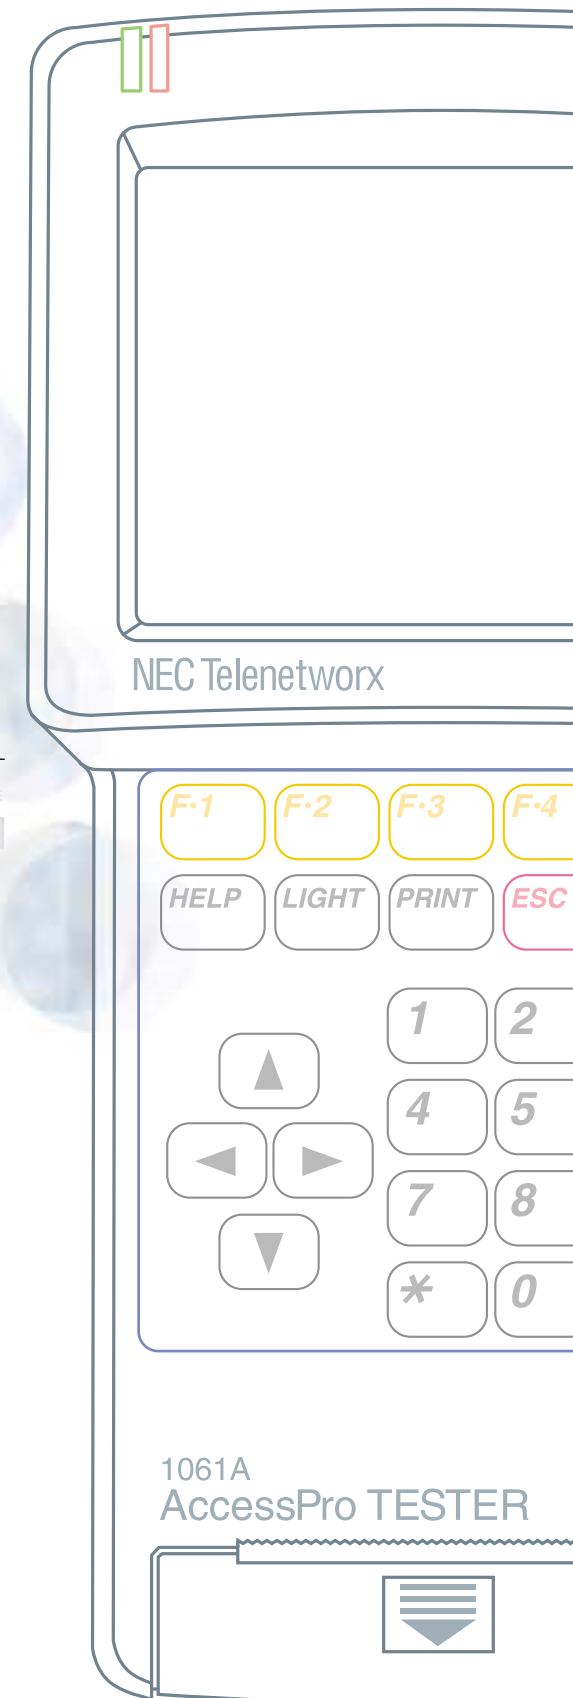 NEC Telenetworx
F·1 F·2 F·3 F·4
HELP LIGHT PRINT ESC
1 2
4 5
7 8
* 0
1061A
AccessPro TESTER